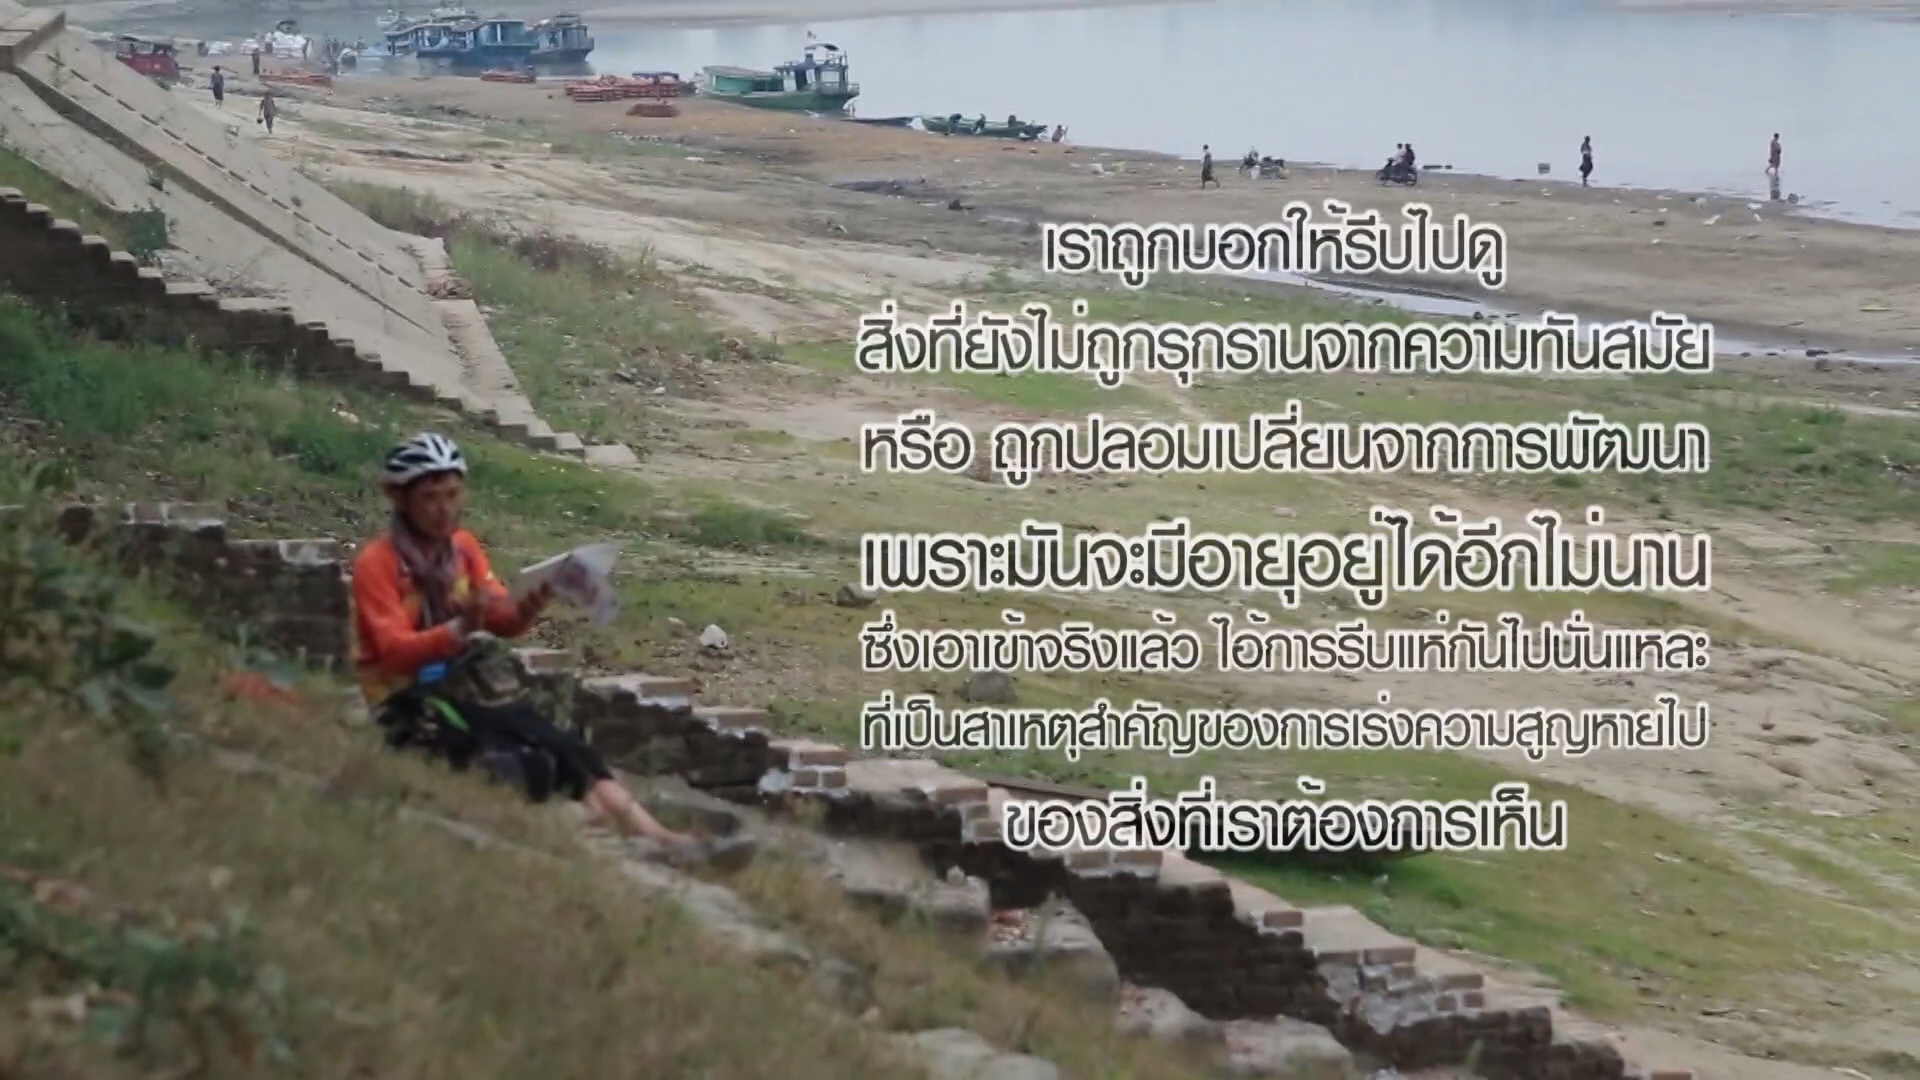 เราถูกบอกให้รีบไปดู
สิ่งที่ยังไม่ถูกรุกรานจากความทันสมัย
หรือ ถูกปลอมเปลี่ยนจากการพัฒนา
เพราะมันจะมีอายุอยู่ได้อีกไม่นาน
ซึ่งเอาเข้าจริงแล้ว ไอ้การรีบแห่กันไปนั่นแหละ
ที่เป็นสาเหตุสำคัญของการเร่งความสูญหายไป
ของสิ่งที่เราต้องการเห็น